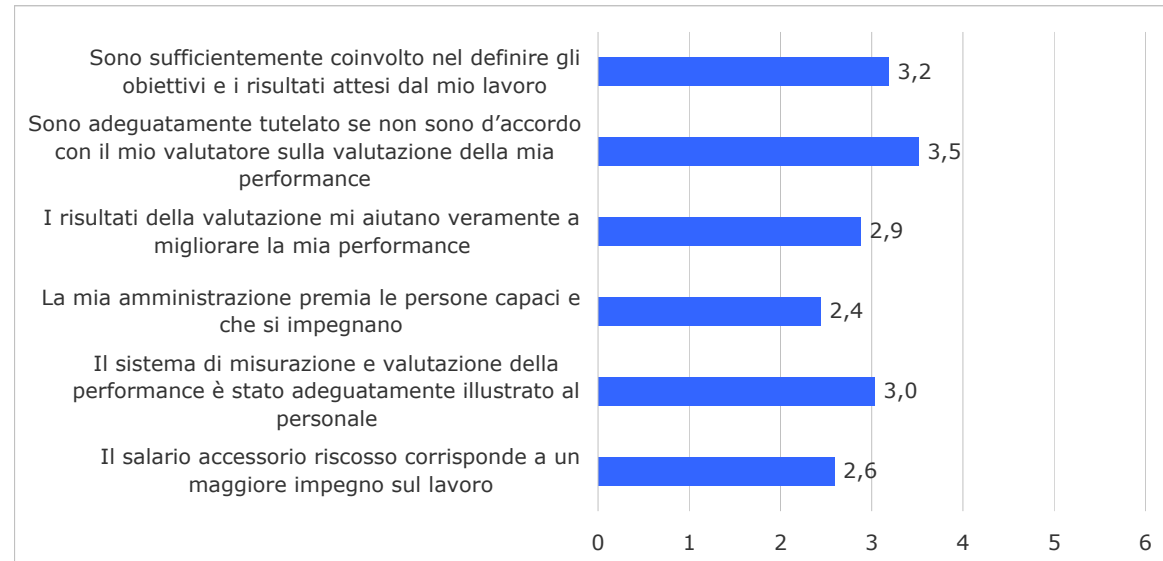 Sono sufficientemente coinvolto nel definire gli
obiettivi e i risultati attesi dal mio lavoro
3,2
Sono adeguatamente tutelato se non sono d’accordo
con il mio valutatore sulla valutazione della mia
performance
3,5
I risultati della valutazione mi aiutano veramente a
migliorare la mia performance
2,9
La mia amministrazione premia le persone capaci e
che si impegnano
2,4
Il sistema di misurazione e valutazione della
performance è stato adeguatamente illustrato al
personale
3,0
Il salario accessorio riscosso corrisponde a un
maggiore impegno sul lavoro
2,6
0 1 2 3 4 5 6